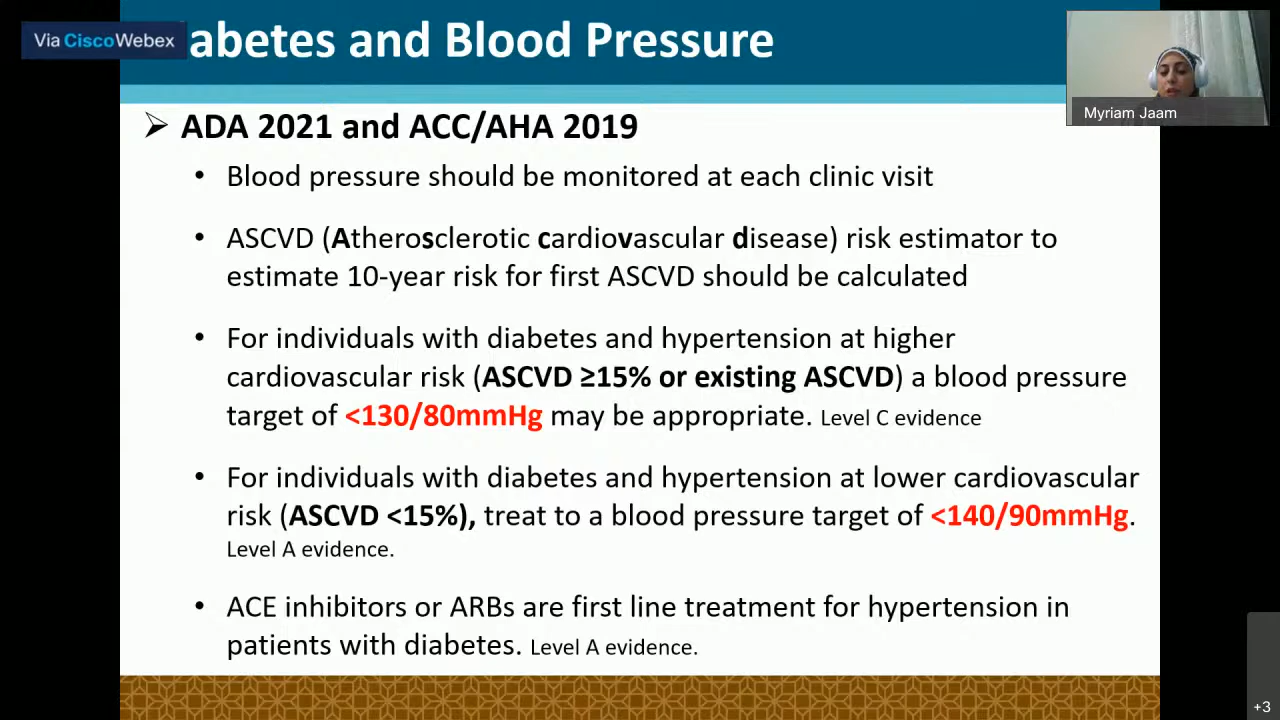 Via CiscoWebex
abetes and Blood Pressure
Myriam Jaam
➢ ADA 2021 and ACC/AHA 2019
• Blood pressure should be monitored at each clinic visit
• ASCVD (Atherosclerotic cardiovascular disease) risk estimator to
estimate 10-year risk for first ASCVD should be calculated
• For individuals with diabetes and hypertension at higher
cardiovascular risk (ASCVD ≥15% or existing ASCVD) a blood pressure
target of <130/80mmHg may be appropriate. Level C evidence
• For individuals with diabetes and hypertension at lower cardiovascular
risk (ASCVD <15%), treat to a blood pressure target of <140/90mmHg.
Level A evidence.
• ACE inhibitors or ARBs are first line treatment for hypertension in
patients with diabetes. Level A evidence.
+3